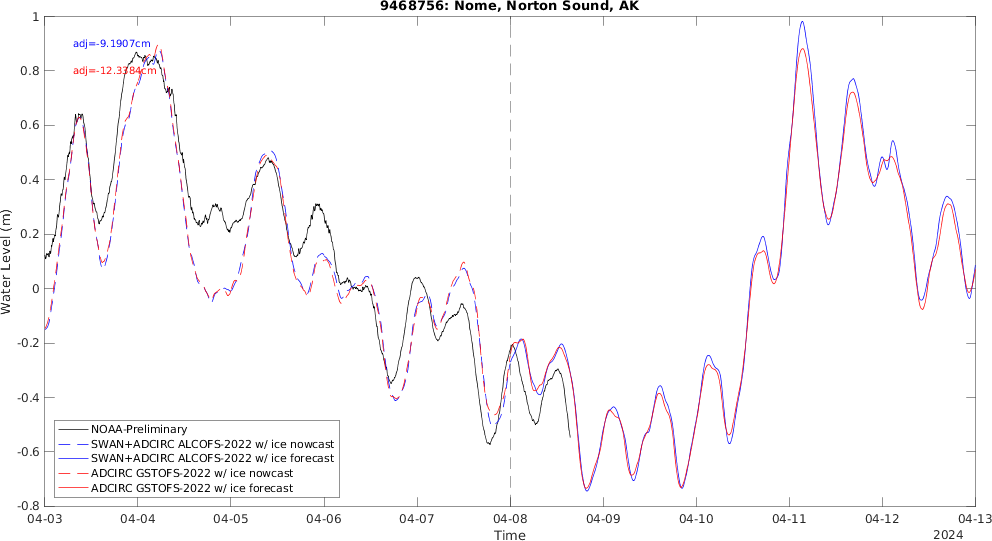 9468756: Nome, Norton Sound, AK
adj=-9.1907cm
adj=-12.3384cm
Water Level (m)
1
0.8
0.6
0.4
0.2
0
-0.2
-0.4
-0.6
-0.8
NOAA-Preliminary
SWAN+ADCIRC ALCOFS-2022 w/ ice nowcast
SWAN+ADCIRC ALCOFS-2022 w/ ice forecast
ADCIRC GSTOFS-2022 w/ ice nowcast
ADCIRC GSTOFS-2022 w/ ice forecast
04-03 04-04 04-05 04-06 04-07 04-08 04-09 04-10 04-11 04-12 04-13
Time
2024